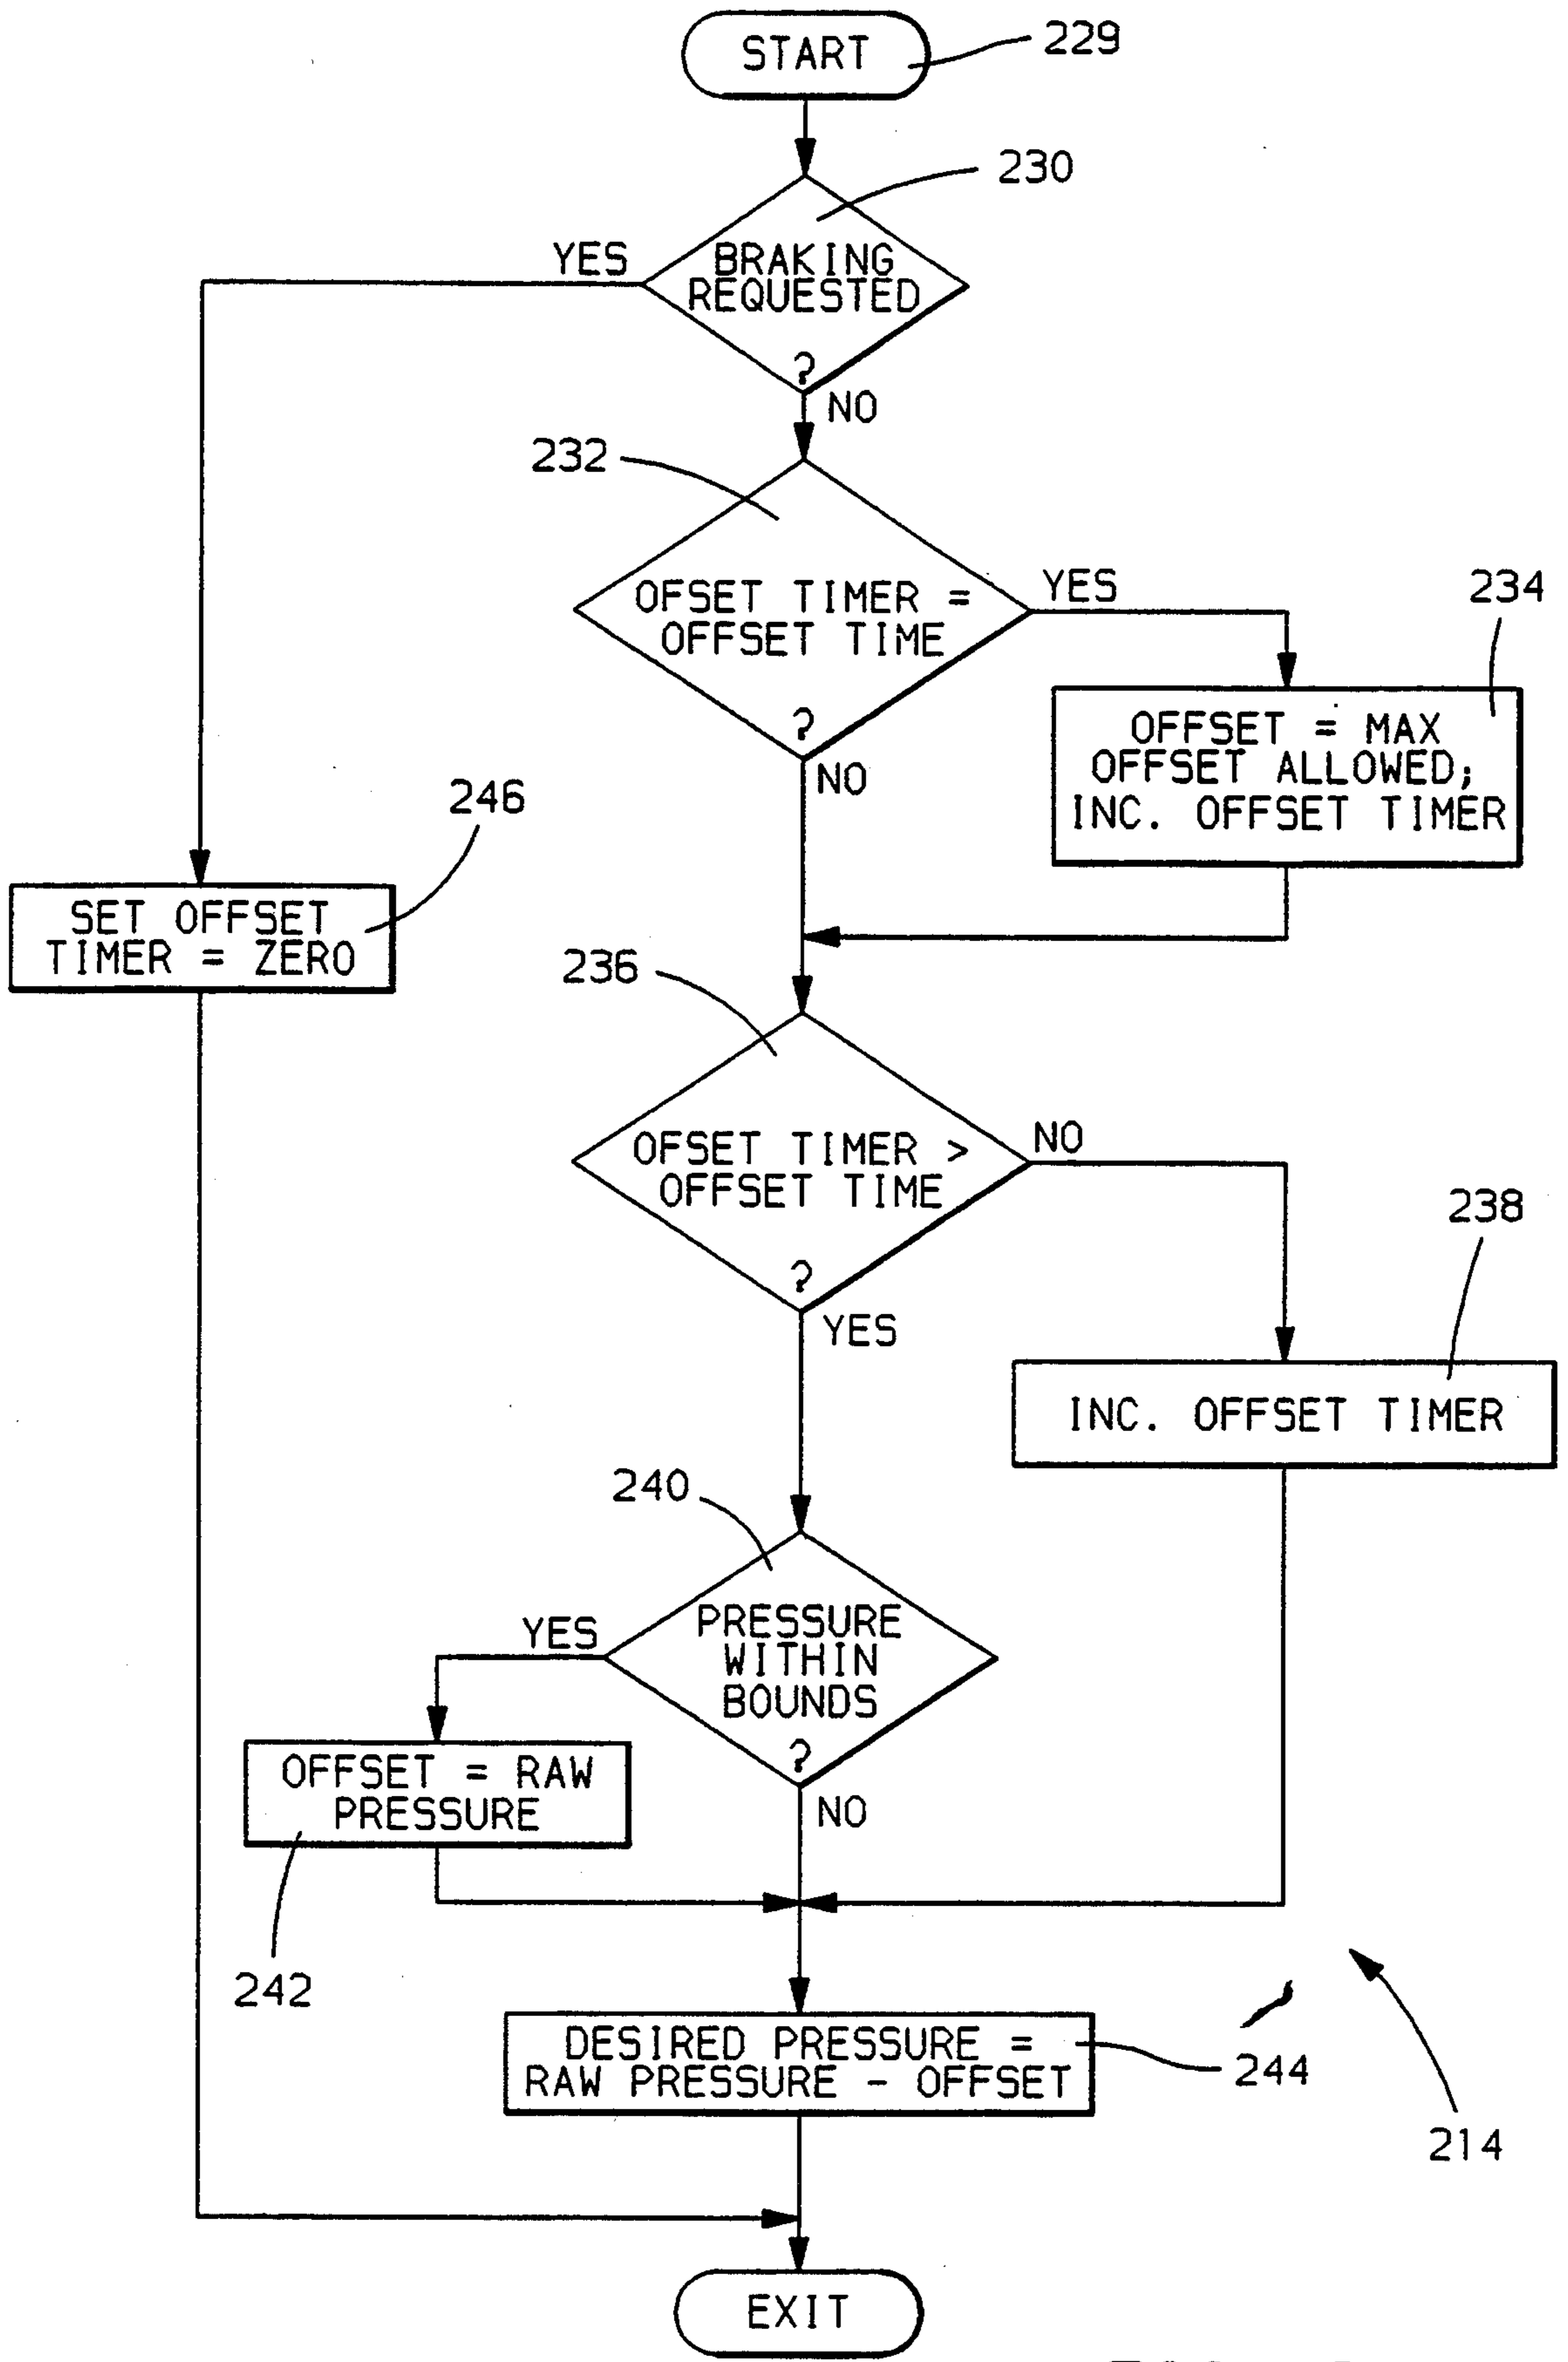 START
229
230
YES
BRAKING
REQUESTED
?
NO
232
OFSET TIMER =
OFFSET TIME
?
YES
NO
234
OFFSET = MAX
OFFSET ALLOWED;
INC. OFFSET TIMER
246
SET OFFSET
TIMER = ZERO
236
OFSET TIMER >
OFFSET TIME
?
NO
YES
238
INC. OFFSET TIMER
240
PRESSURE
WITHIN
BOUNDS
?
YES
NO
OFFSET = RAW
PRESSURE
242
DESIRED PRESSURE =
RAW PRESSURE - OFFSET
244
214
EXIT